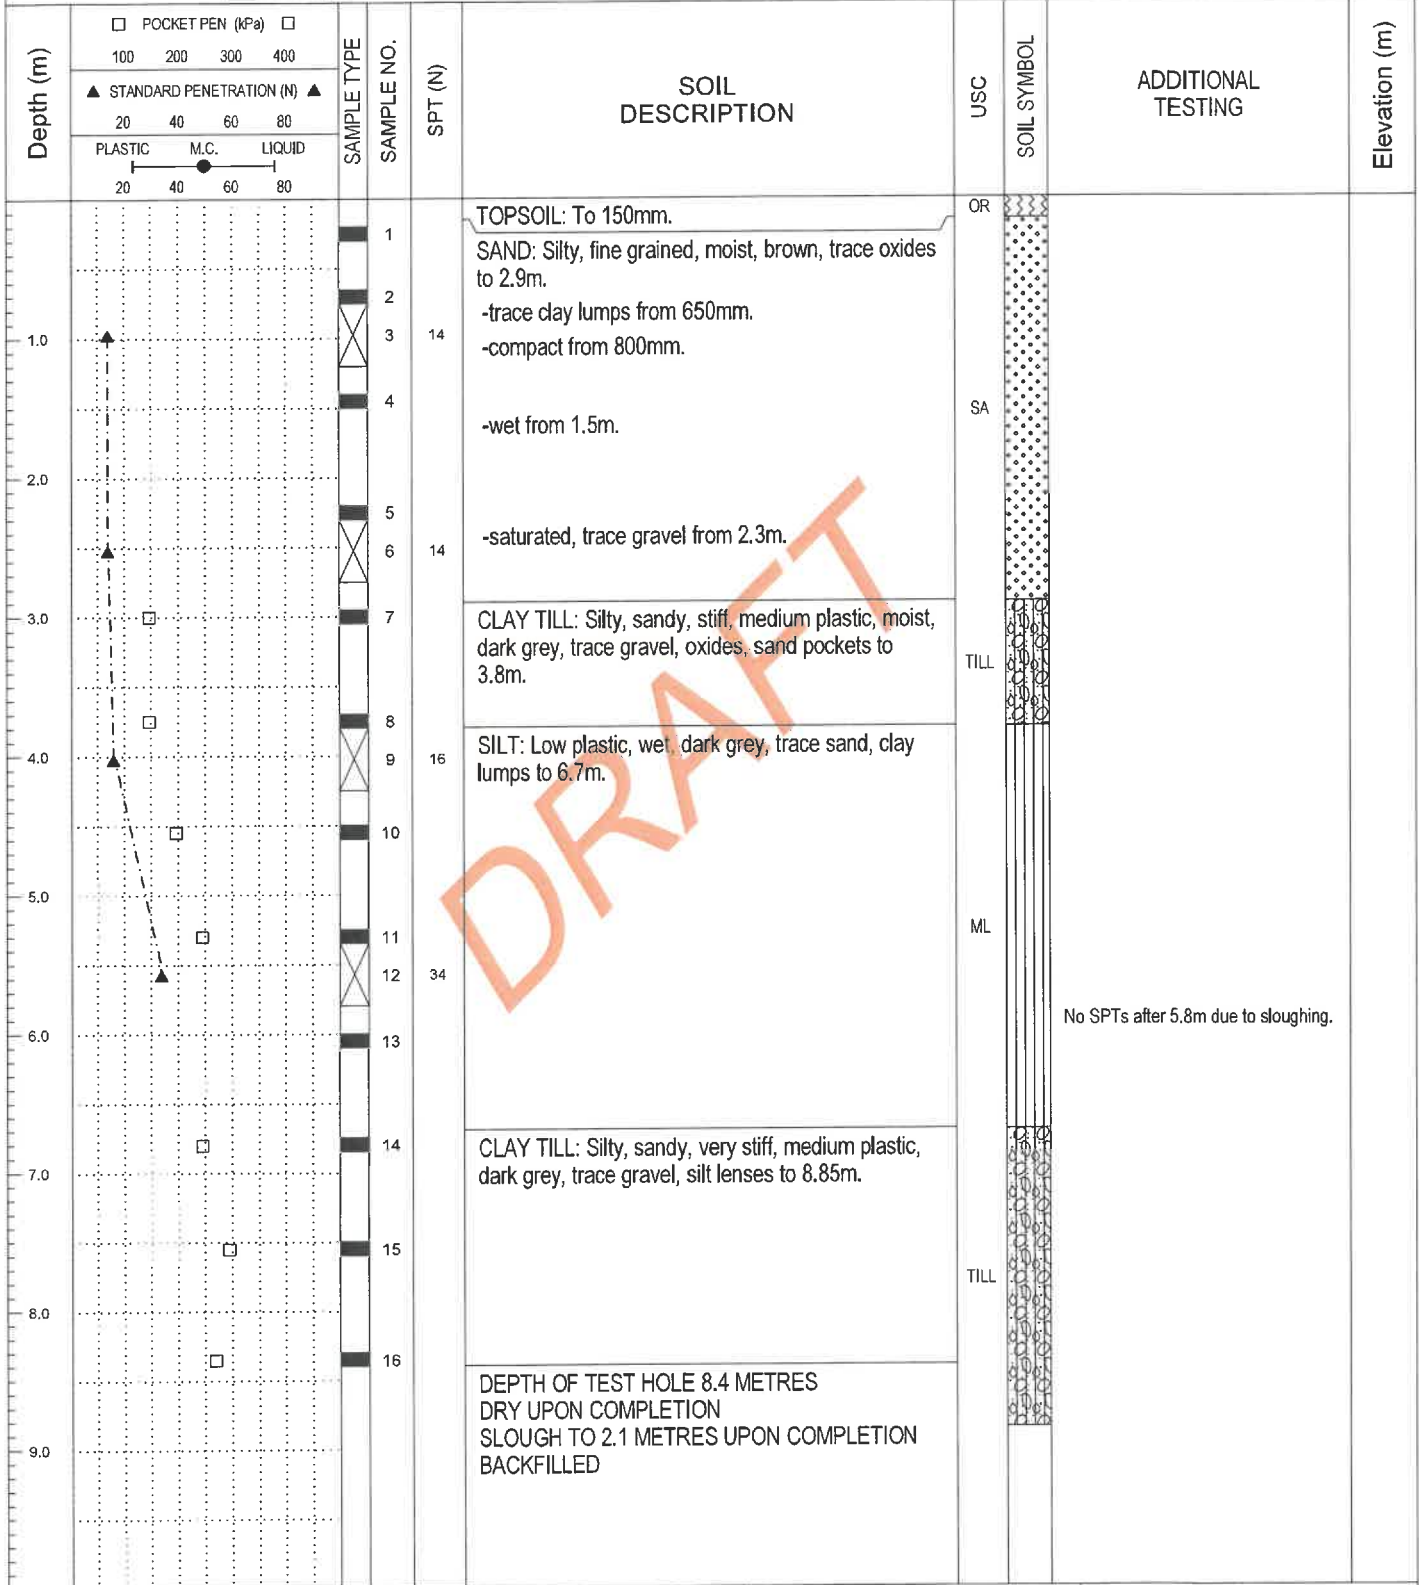 Depth (m)
POCKET PEN (kPa)
100 200 300 400
STANDARD PENETRATION (N)
20 40 60 80
PLASTIC M.C. LIQUID
20 40 60 80
SAMPLE TYPE
SAMPLE NO.
SPT (N)
SOIL
DESCRIPTION
USC
SOIL SYMBOL
ADDITIONAL
TESTING
Elevation (m)
TOPSOIL: To 150mm.
OR
1
SAND: Silty, fine grained, moist, brown, trace oxides
to 2.9m.
2
-trace clay lumps from 650mm.
1.0
3
14
-compact from 800mm.
4
SA
-wet from 1.5m.
2.0
5
-saturated, trace gravel from 2.3m.
6
14
3.0
7
CLAY TILL: Silty, sandy, stiff, medium plastic, moist,
dark grey, trace gravel, oxides, sand pockets to
3.8m.
TILL
8
SILT: Low plastic, wet, dark grey, trace sand, clay
lumps to 6.7m.
4.0
9
16
10
5.0
11
ML
12
34
No SPTs after 5.8m due to sloughing.
6.0
13
14
CLAY TILL: Silty, sandy, very stiff, medium plastic,
dark grey, trace gravel, silt lenses to 8.85m.
7.0
15
TILL
8.0
16
DEPTH OF TEST HOLE 8.4 METRES
DRY UPON COMPLETION
SLOUGH TO 2.1 METRES UPON COMPLETION
BACKFILLED
9.0
DRAFT